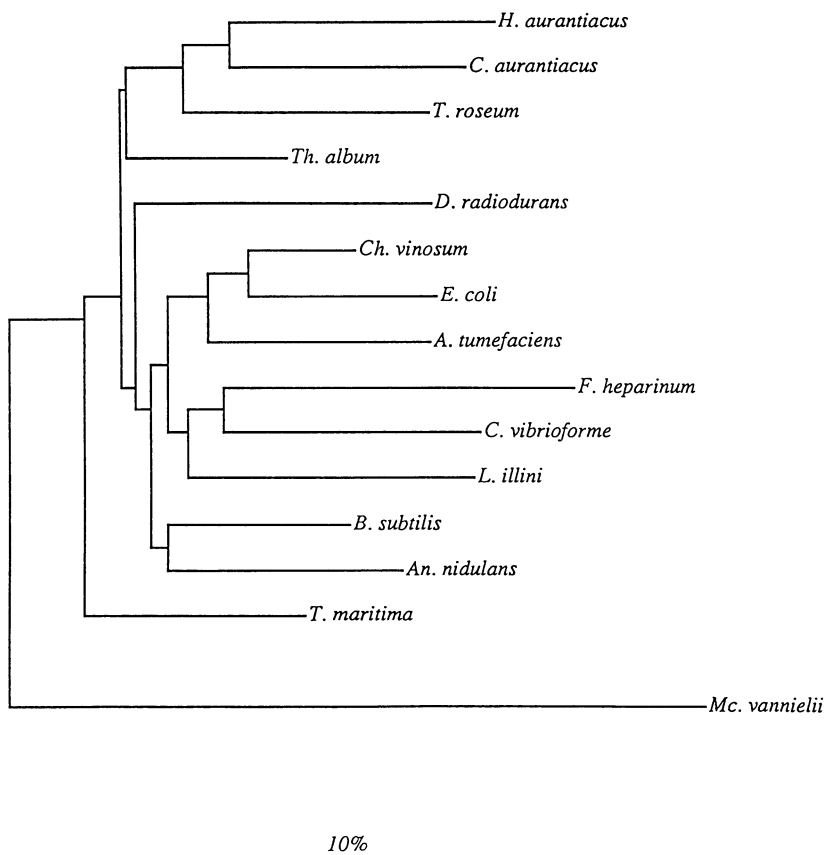 H. aurantiacus
C. aurantiacus
T. roseum
Th. album
D. radiodurans
Ch. vinosum
E. coli
A. tumefaciens
F. heparinum
C. vibrioforme
L. illini
B. subtilis
An. nidulans
T. maritima
Mc. vannielii
10%